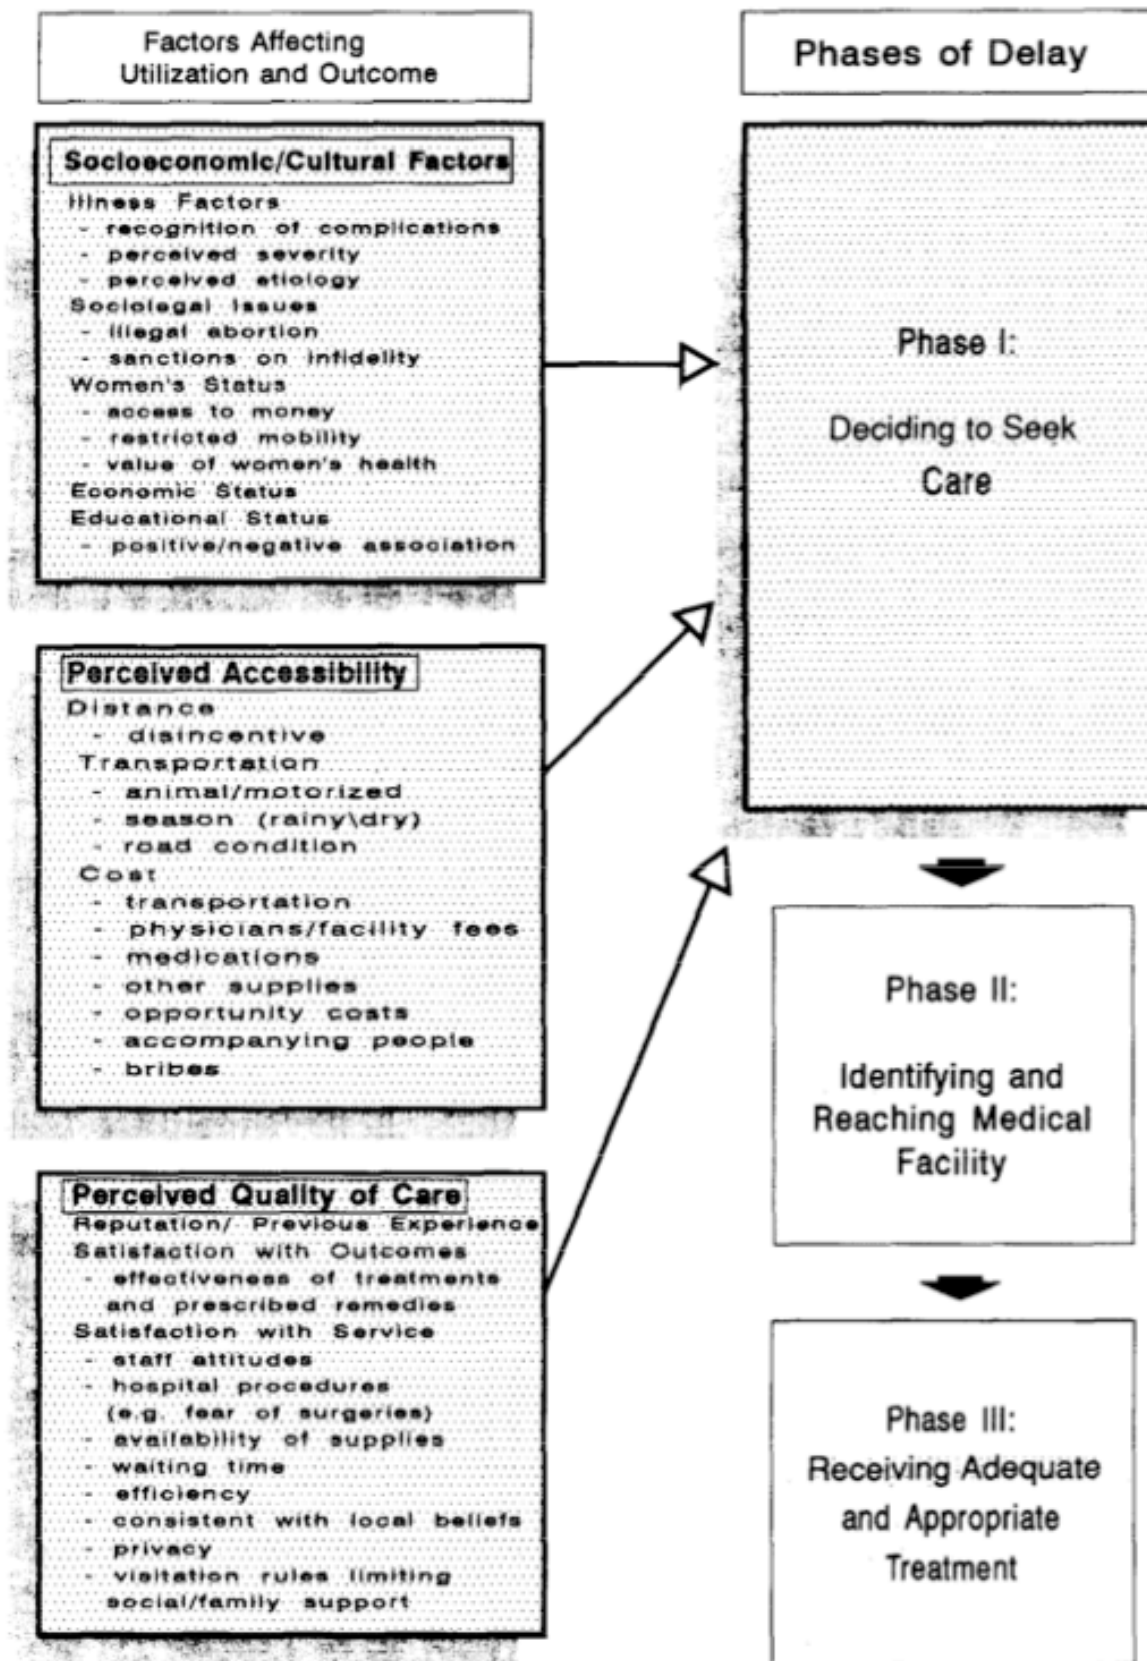 Factors Affecting
Utilization and Outcome
Socioeconomic/Cultural Factors
Illness Factors
- recognition of complications
- perceived severity
- perceived etiology
Sociolegal Issues
- illegal abortion
- sanctions on infidelity
Women's Status
- access to money
- restricted mobility
- value of women's health
Economic Status
Educational Status
- positive/negative association
Perceived Accessibility
Distance
- disincentive
Transportation
- animal/motorized
- season (rainy\dry)
- road condition
Cost
- transportation
- physicians/facility fees
- medications
- other supplies
- opportunity costs
- accompanying people
- bribes
Perceived Quality of Care
Reputation/ Previous Experience
Satisfaction with Outcomes
- effectiveness of treatments
and prescribed remedies
Satisfaction with Service
- staff attitudes
- hospital procedures
(e.g. fear of surgeries)
- availability of supplies
- waiting time
- efficiency
- consistent with local beliefs
- privacy
- visitation rules limiting
social/family support
Phases of Delay
Phase I:
Deciding to Seek
Care
Phase II:
Identifying and
Reaching Medical
Facility
Phase III:
Receiving Adequate
and Appropriate
Treatment